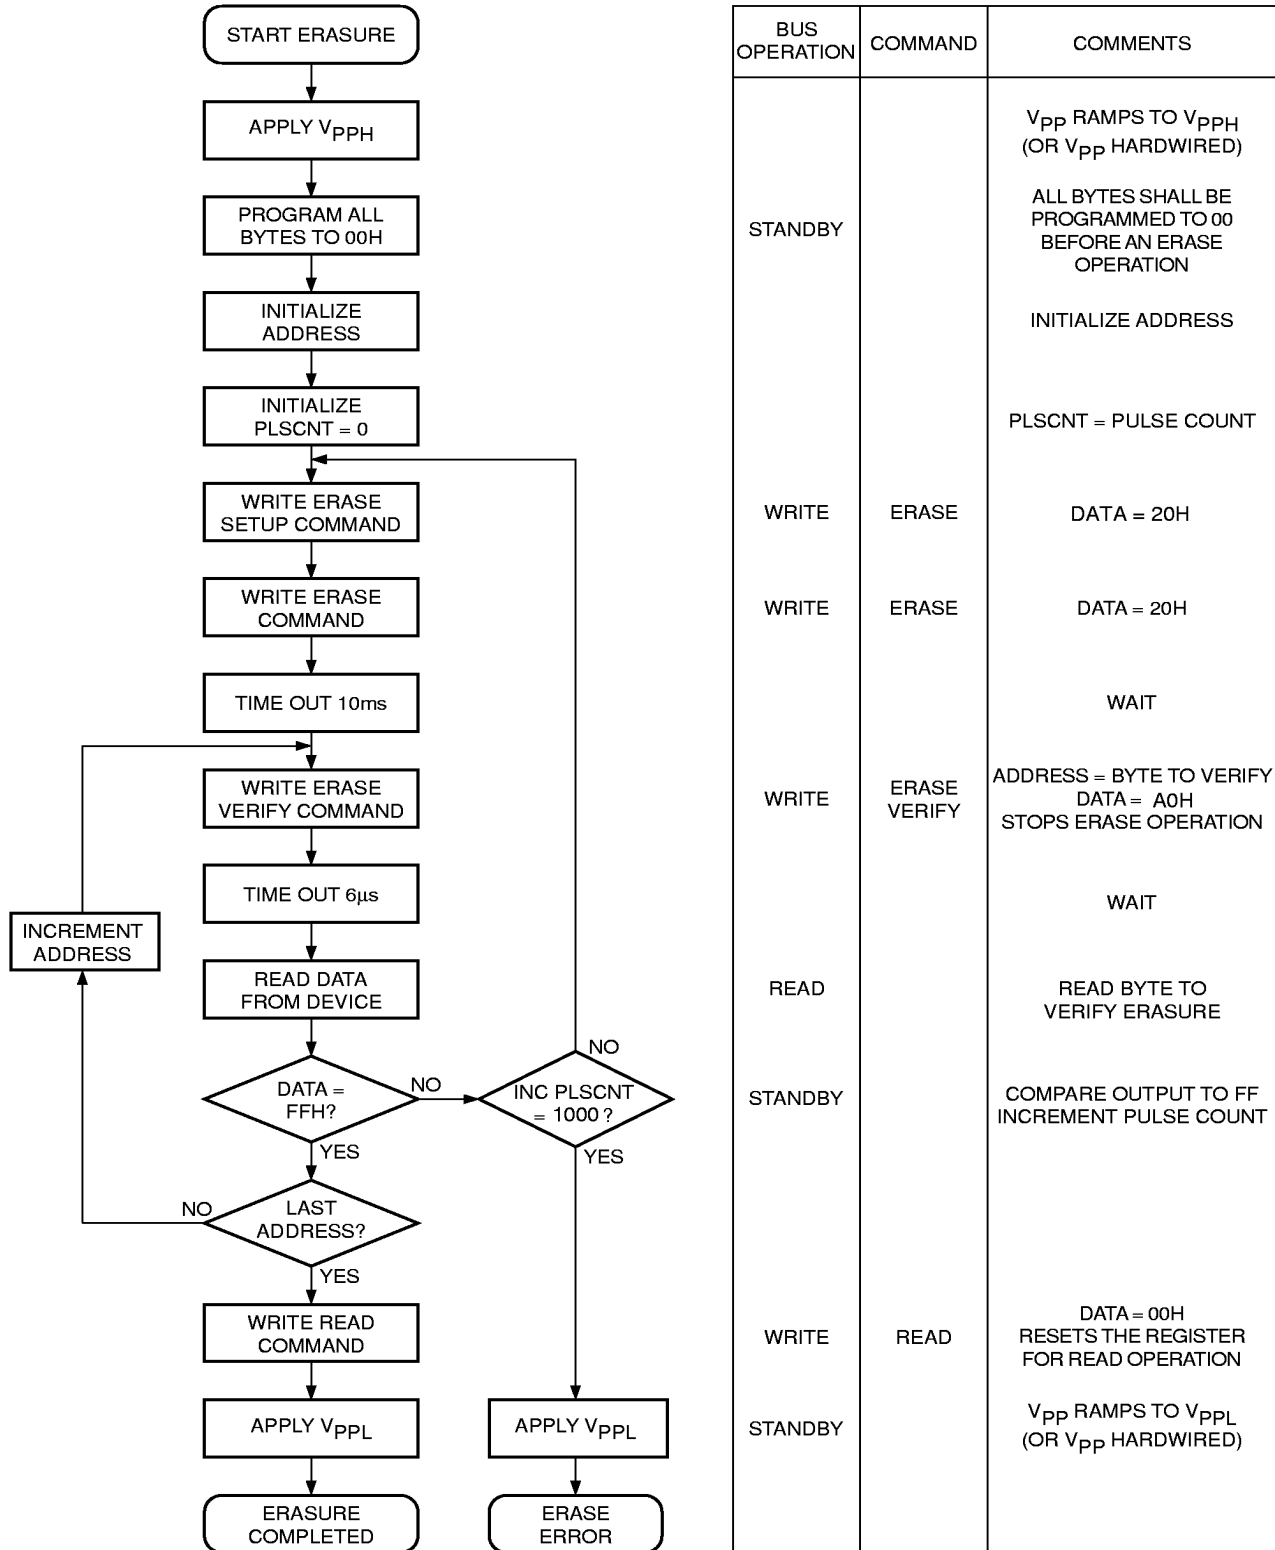 START ERASURE
APPLY VPPH
PROGRAM ALL
BYTES TO 00H
INITIALIZE
ADDRESS
INITIALIZE
PLSCNT = 0
WRITE ERASE
SETUP COMMAND
WRITE ERASE
COMMAND
TIME OUT 10ms
WRITE ERASE
VERIFY COMMAND
TIME OUT 6µs
INCREMENT
ADDRESS
READ DATA
FROM DEVICE
DATA =
FFH?
NO
YES
INC PLSCNT
= 1000 ?
NO
YES
LAST
ADDRESS?
NO
YES
WRITE READ
COMMAND
APPLY VPPL
ERASURE
COMPLETED
APPLY VPPL
ERASE
ERROR
BUS
OPERATION
COMMAND
COMMENTS
VPP RAMPS TO VPPH
(OR VPP HARDWIRED)
STANDBY
ALL BYTES SHALL BE
PROGRAMMED TO 00
BEFORE AN ERASE
OPERATION
INITIALIZE ADDRESS
PLSCNT = PULSE COUNT
WRITE
ERASE
DATA = 20H
WRITE
ERASE
DATA = 20H
WAIT
WRITE
ERASE
VERIFY
ADDRESS = BYTE TO VERIFY
DATA = A0H
STOPS ERASE OPERATION
WAIT
READ
READ BYTE TO
VERIFY ERASURE
STANDBY
COMPARE OUTPUT TO FF
INCREMENT PULSE COUNT
WRITE
READ
DATA = 00H
RESETS THE REGISTER
FOR READ OPERATION
STANDBY
VPP RAMPS TO VPPL
(OR VPP HARDWIRED)